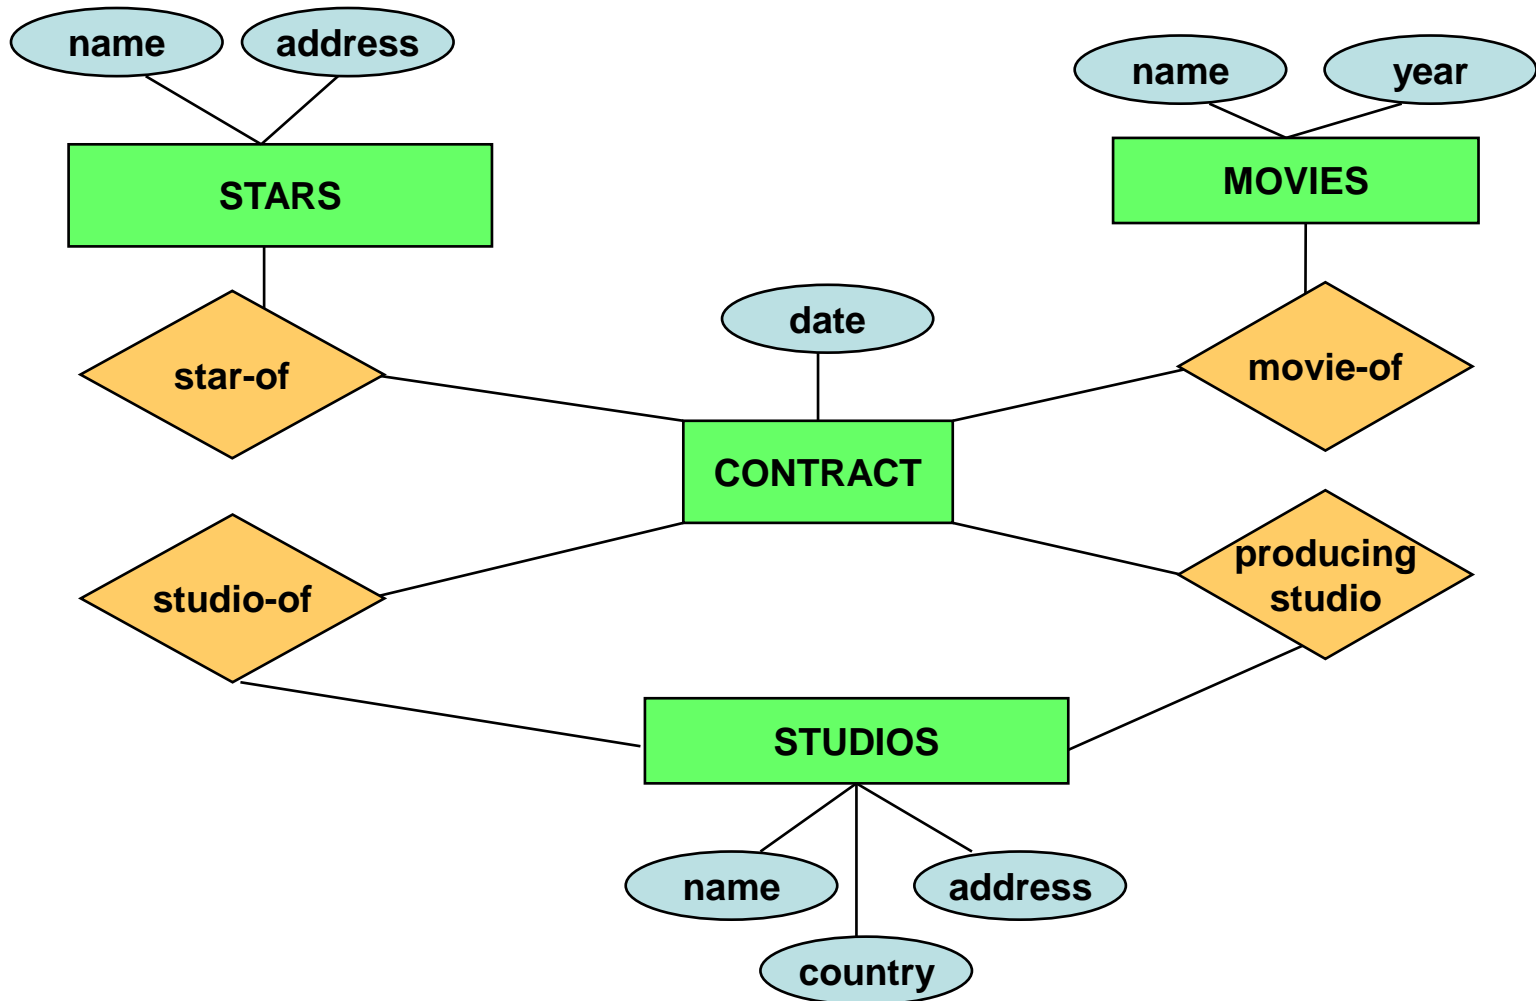 name
address
name
year
STARS
MOVIES
date
star-of
movie-of
CONTRACT
studio-of
producing
studio
STUDIOS
name
address
country